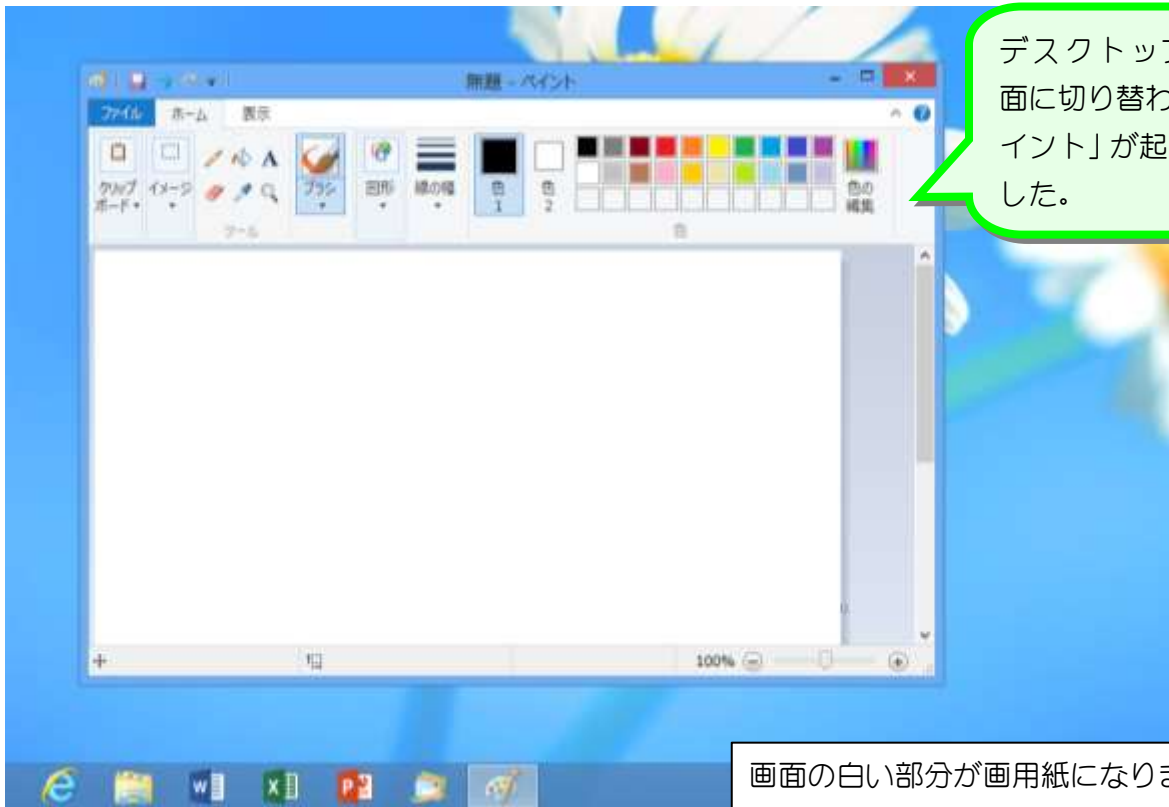 無題 - ペイント
ファイル ホーム 表示
クリップボード イメージ ブラシ 図形 線の幅 色1 色2 色の編集
ツール 色
100%
デスクトップ
面に切り替わ
イント」が起
した。
画面の白い部分が画用紙になりま